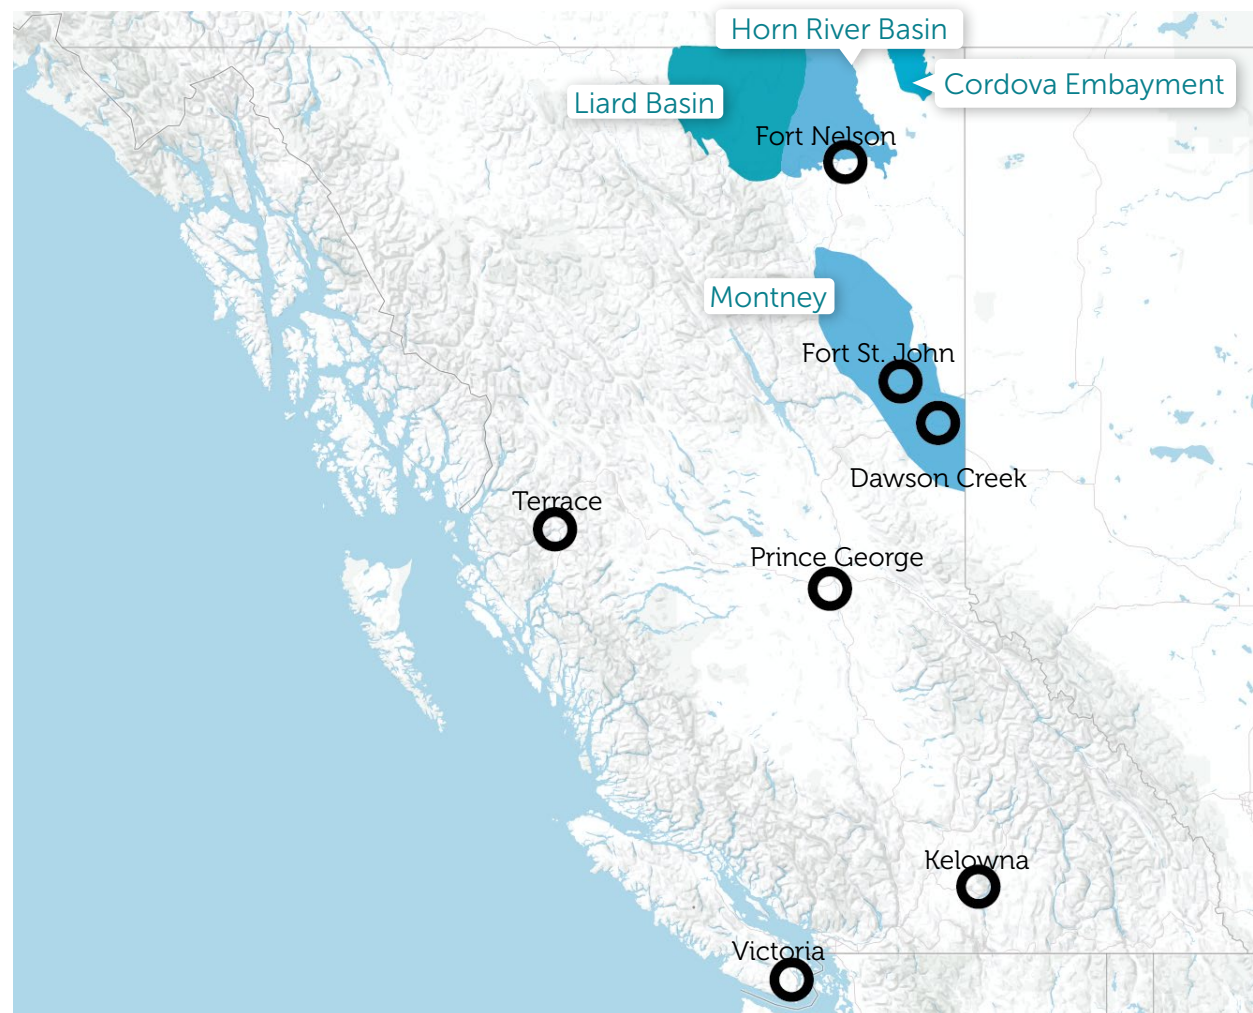 Horn River Basin
Cordova Embayment
Liard Basin
Fort Nelson
Montney
Fort St. John
Dawson Creek
Terrace
Prince George
Kelowna
Victoria